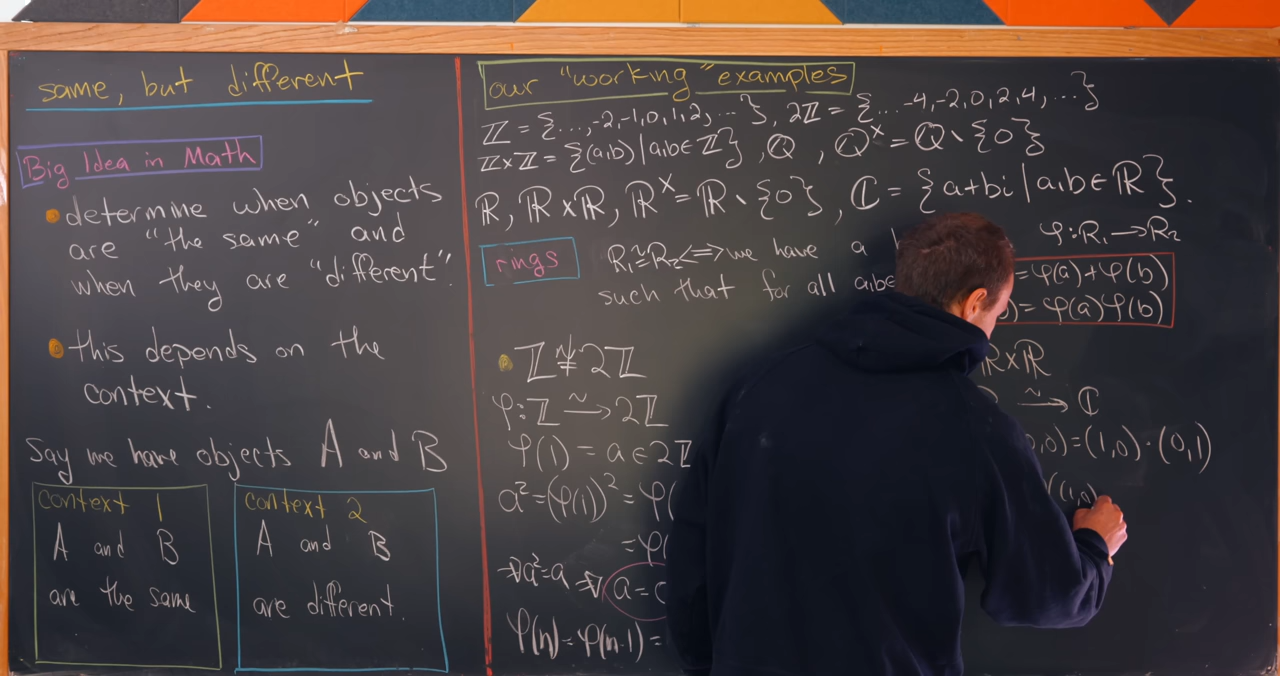 same, but different
Big Idea in Math
• determine when objects
are "the same" and
when they are "different".
• this depends on the
context.
Say we have objects A and B
context 1
A and B
are the same
context 2
A and B
are different.
our "working" examples
ℤ = {…,-2,-1,0,1,2,…}, 2ℤ = {…-4,-2,0,2,4,…}
ℤ×ℤ = {(a,b) | a,b∈ℤ}, ℚ, ℚˣ = ℚ∖{0}
ℝ, ℝ×ℝ, ℝˣ = ℝ∖{0}, ℂ = {a+bi | a,b∈ℝ}.
rings
R₁≅R₂ ⟺ we have a
φ:R₁→R₂
such that for all a,b∈
=φ(a)+φ(b)
)=φ(a)φ(b)
• ℤ≇2ℤ
φ:ℤ ⥲ 2ℤ
φ(1) = a ∈ 2ℤ
a²=(φ(1))²=φ(
=φ(
⇒a²=a ⇒ a=
φ(n)=φ(n·1)=
ℝ×ℝ
⥲ ℂ
,0)=(1,0)·(0,1)
((1,0)